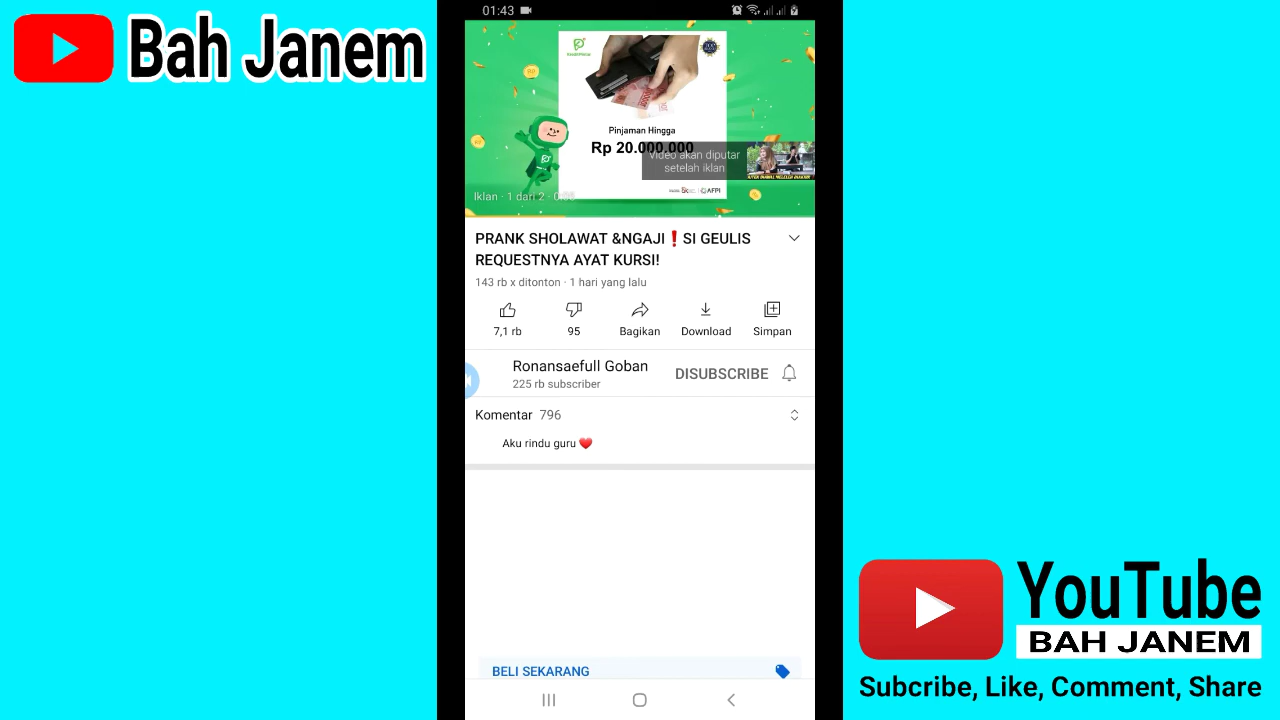 Bah Janem
01:43
Pinjaman Hingga
Rp 20.000.000
Video akan diputar
setelah iklan
AFPI
Iklan · 1 dari 2 ·
PRANK SHOLAWAT &NGAJI❗SI GEULIS
REQUESTNYA AYAT KURSI!
143 rb x ditonton · 1 hari yang lalu
7,1 rb
95
Bagikan
Download
Simpan
Ronansaefull Goban
225 rb subscriber
DISUBSCRIBE
Komentar 796
Aku rindu guru ❤️
BELI SEKARANG
YouTube
BAH JANEM
Subcribe, Like, Comment, Share